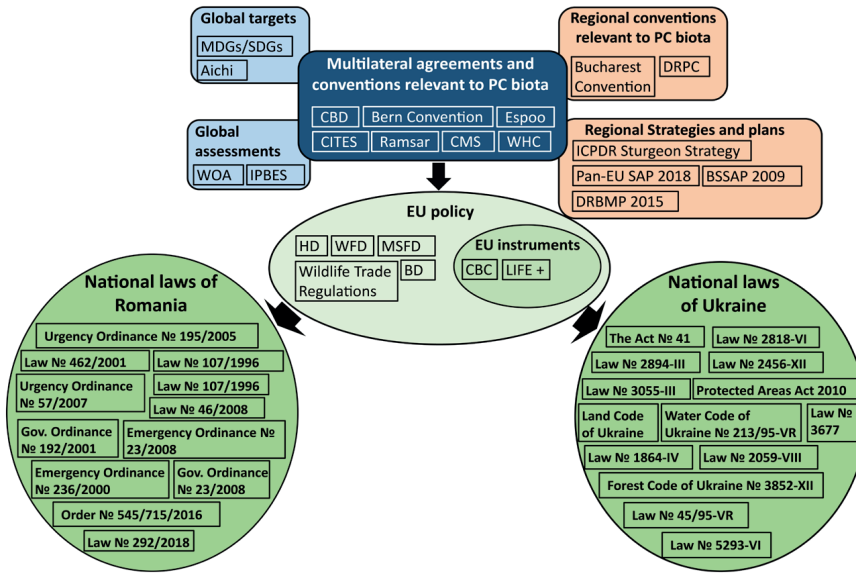 Global targets
MDGs/SDGs
Aichi
Multilateral agreements and
conventions relevant to PC biota
CBD
Bern Convention
Espoo
CITES
Ramsar
CMS
WHC
Regional conventions
relevant to PC biota
Bucharest
Convention
DRPC
Global
assessments
WOA
IPBES
Regional Strategies and plans
ICPDR Sturgeon Strategy
Pan-EU SAP 2018
BSSAP 2009
DRBMP 2015
EU policy
HD
WFD
MSFD
Wildlife Trade
Regulations
BD
EU instruments
CBC
LIFE +
National laws of
Romania
Urgency Ordinance № 195/2005
Law № 462/2001
Law № 107/1996
Urgency Ordinance
№ 57/2007
Law № 107/1996
Law № 46/2008
Gov. Ordinance
№ 192/2001
Emergency Ordinance №
23/2008
Emergency Ordinance
№ 236/2000
Gov. Ordinance
№ 23/2008
Order № 545/715/2016
Law № 292/2018
National laws
of Ukraine
The Act № 41
Law № 2818-VI
Law № 2894-III
Law № 2456-XII
Law № 3055-III
Protected Areas Act 2010
Land Code
of Ukraine
Water Code of
Ukraine № 213/95-VR
Law №
3677
Law № 1864-IV
Law № 2059-VIII
Forest Code of Ukraine № 3852-XII
Law № 45/95-VR
Law № 5293-VI